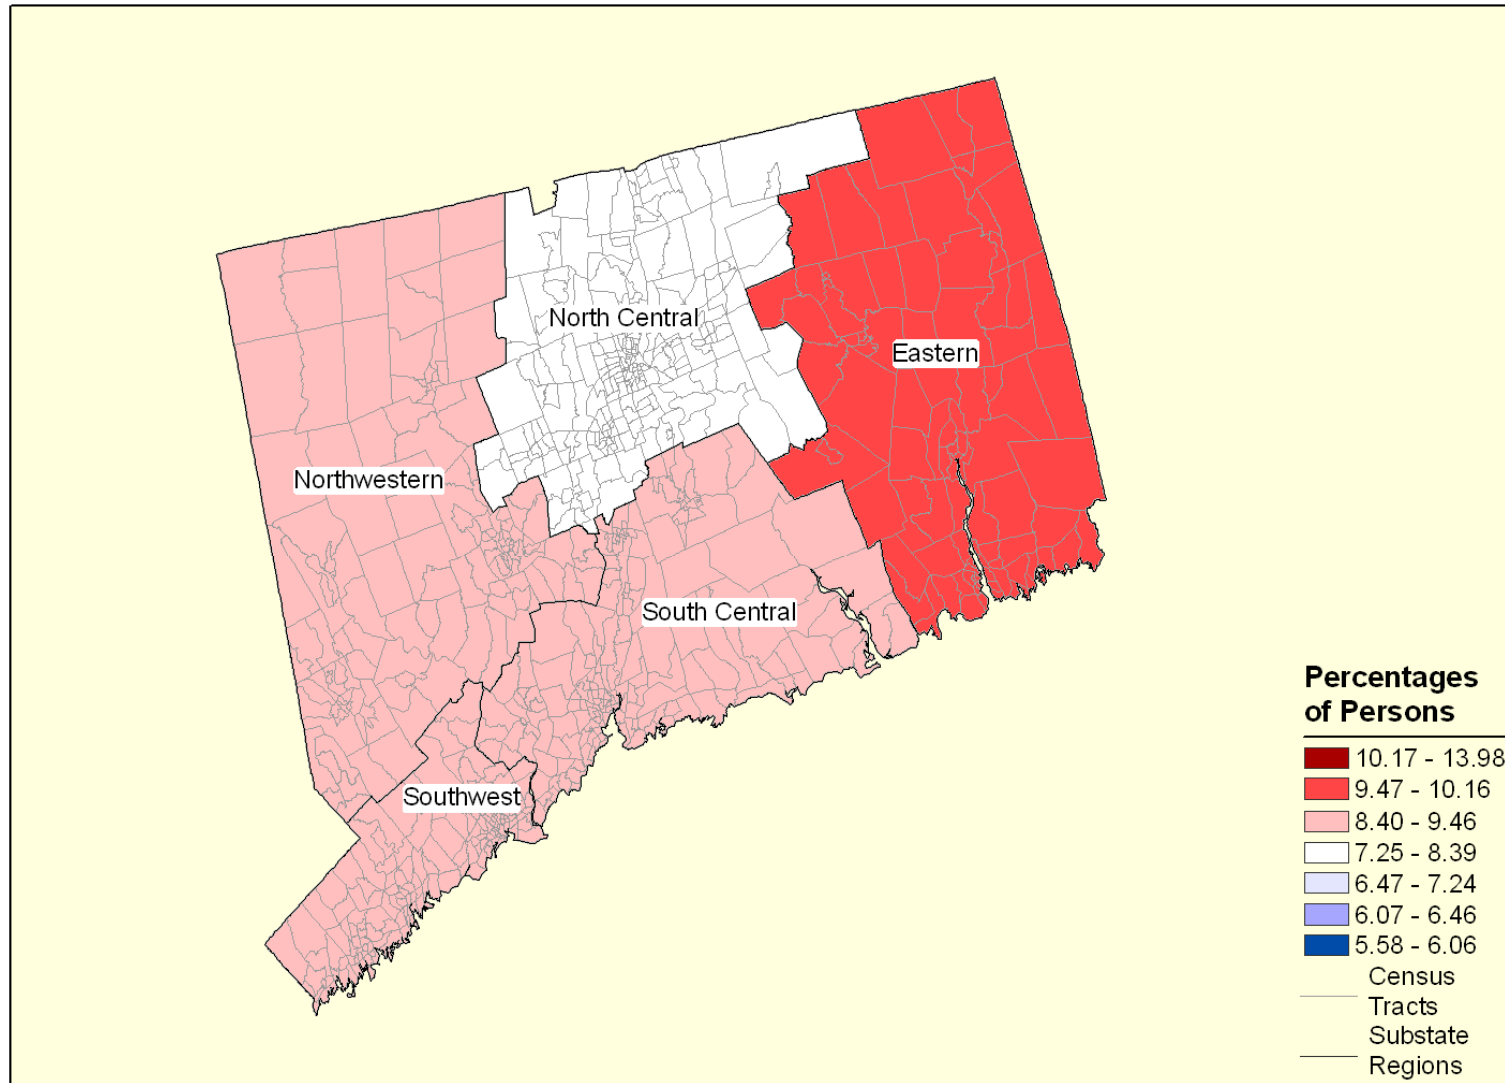 North Central
Eastern
Northwestern
South Central
Southwest
Percentages
of Persons
10.17 - 13.98
9.47 - 10.16
8.40 - 9.46
7.25 - 8.39
6.47 - 7.24
6.07 - 6.46
5.58 - 6.06
Census
Tracts
Substate
Regions